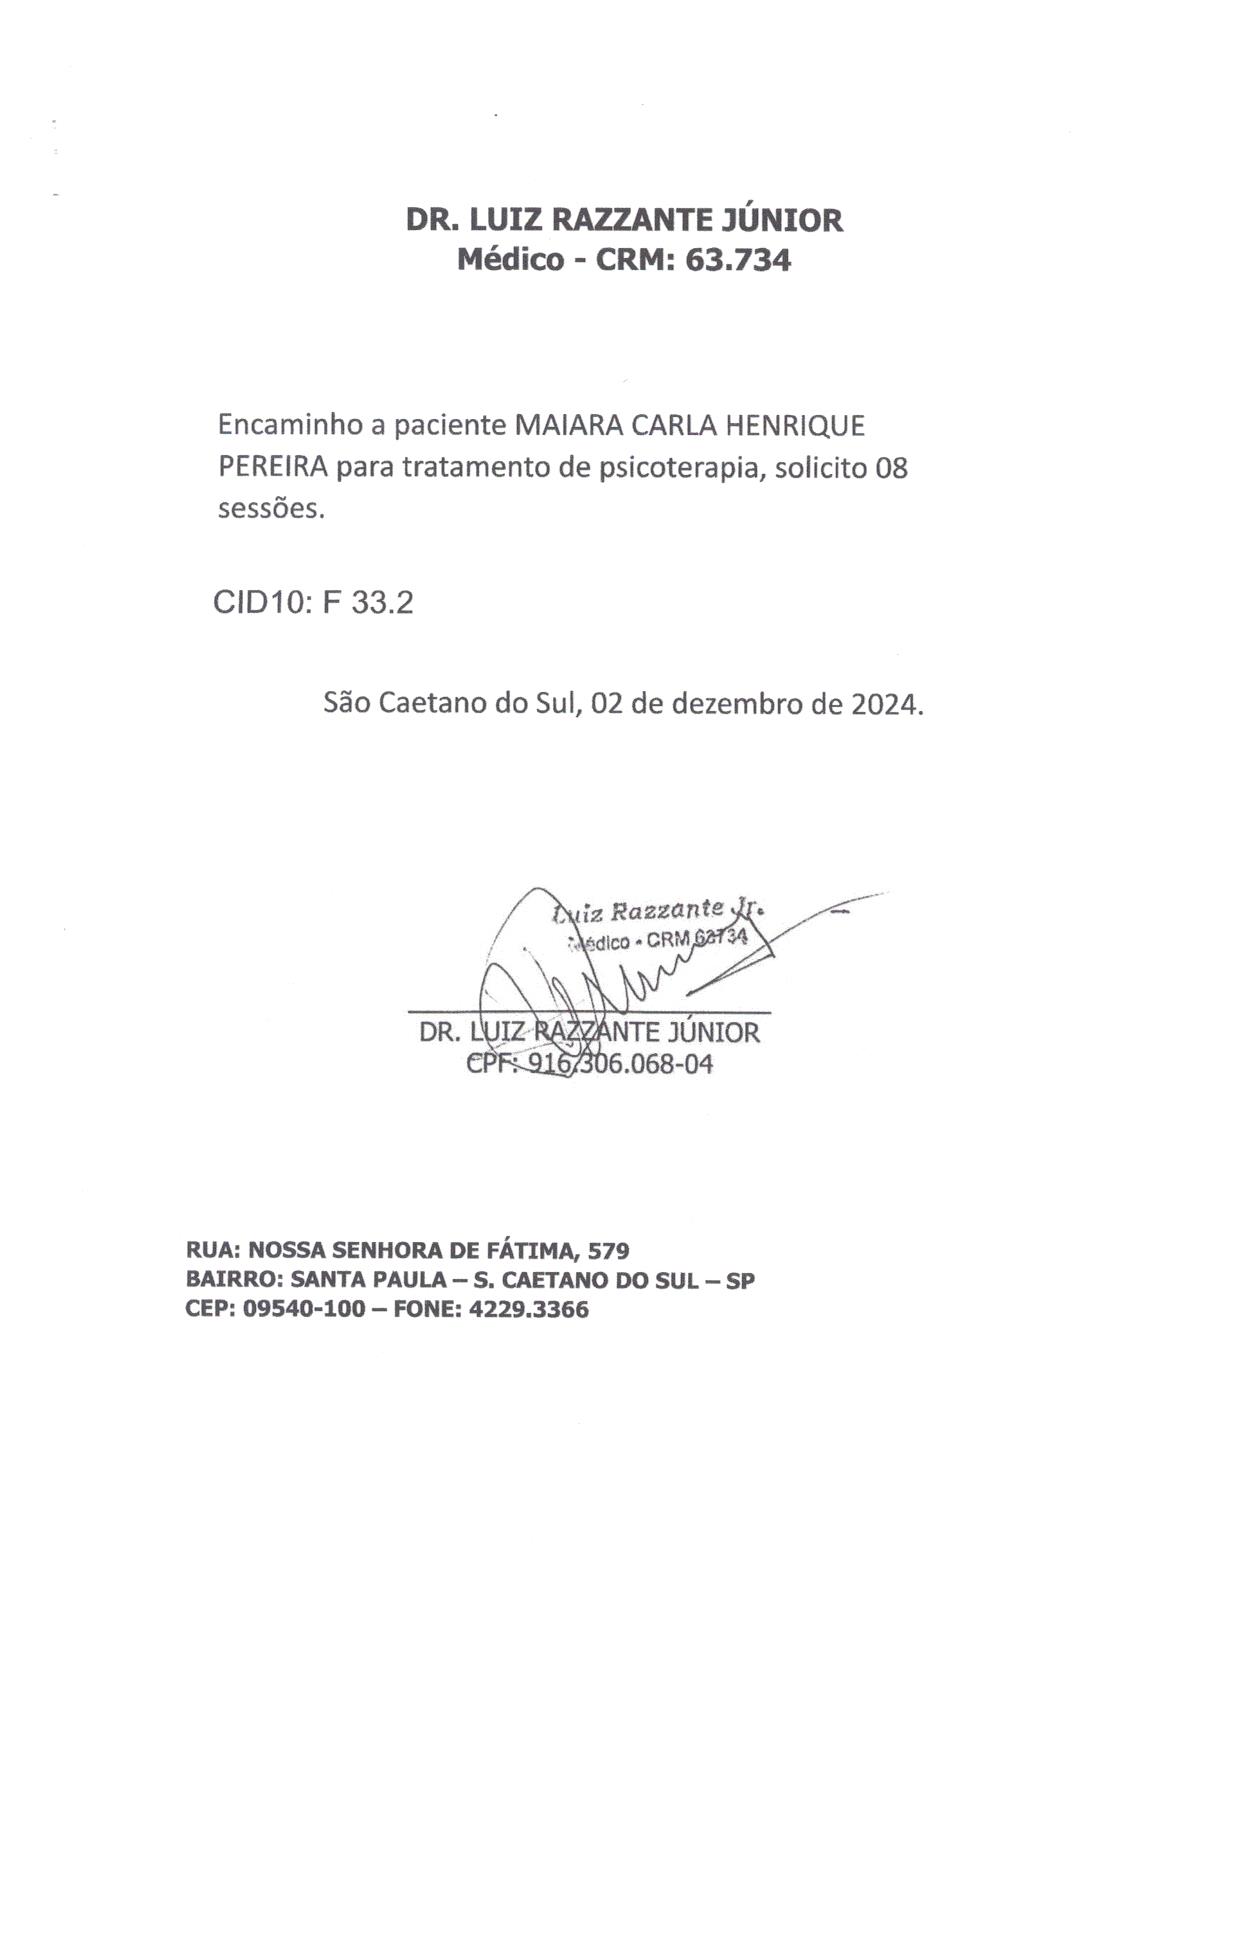 DR. LUIZ RAZZANTE JÚNIOR
Médico - CRM: 63.734
Encaminho a paciente MAIARA CARLA HENRIQUE
PEREIRA para tratamento de psicoterapia, solicito 08
sessões.
CID10: F 33.2
São Caetano do Sul, 02 de dezembro de 2024.
Luiz Razzante Jr.
Médico - CRM 63734
DR. LUIZ RAZZANTE JÚNIOR
CPF: 916.306.068-04
RUA: NOSSA SENHORA DE FÁTIMA, 579
BAIRRO: SANTA PAULA – S. CAETANO DO SUL – SP
CEP: 09540-100 – FONE: 4229.3366